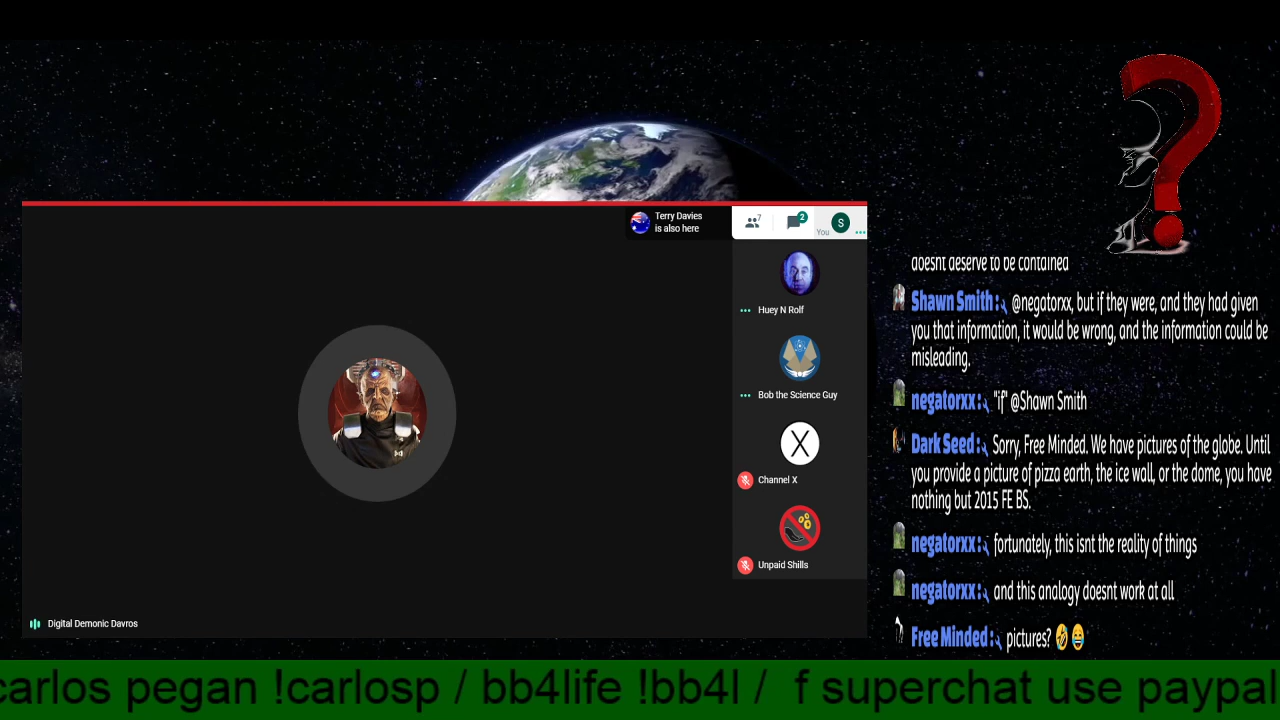 Terry Davies
is also here
7
2
You
S
Huey N Rolf
Bob the Science Guy
X
Channel X
Unpaid Shills
Digital Demonic Davros
?
doesnt deserve to be contained
Shawn Smith: @negatorxx, but if they were, and they had given
you that information, it would be wrong, and the information could be
misleading.
negatorxx: "if" @Shawn Smith
Dark Seed: Sorry, Free Minded. We have pictures of the globe. Until
you provide a picture of pizza earth, the ice wall, or the dome, you have
nothing but 2015 FE BS.
negatorxx: fortunately, this isnt the reality of things
negatorxx: and this analogy doesnt work at all
Free Minded: pictures? 🤣😂
carlos pegan !carlosp / bb4life !bb4l / f superchat use paypal